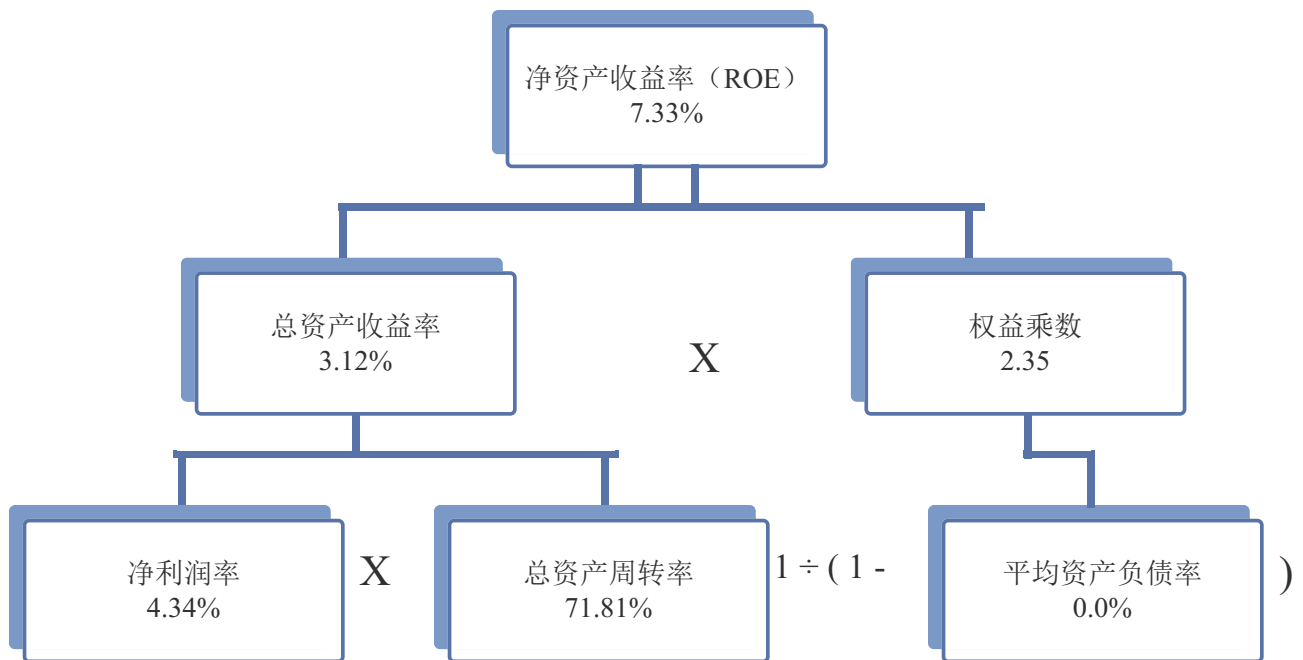 净资产收益率（ROE）
7.33%
总资产收益率
3.12%
X
权益乘数
2.35
净利润率
4.34%
X
总资产周转率
71.81%
1 ÷ ( 1 -
平均资产负债率
0.0%
)